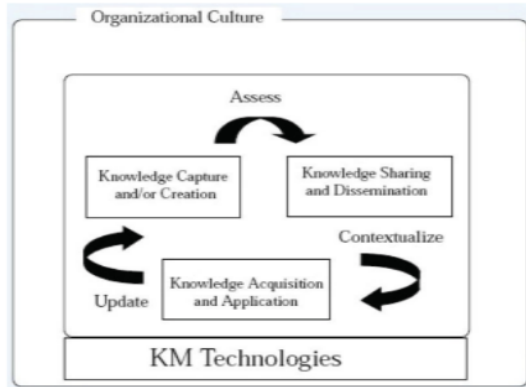 Organizational Culture
Assess
Knowledge Capture
and/or Creation
Knowledge Sharing
and Dissemination
Contextualize
Knowledge Acquisition
and Application
Update
KM Technologies